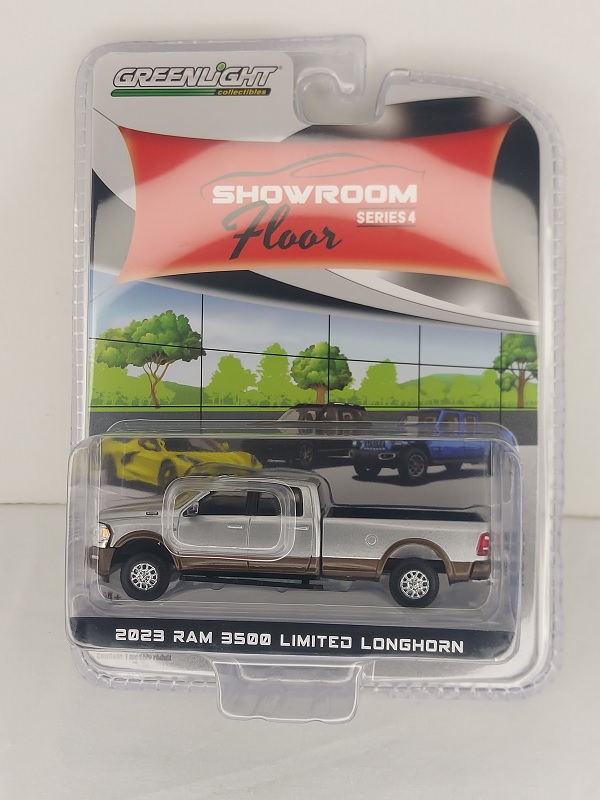 GREENLIGHT
collectibles
SHOWROOM
Floor
SERIES 4
2023 RAM 3500 LIMITED LONGHORN